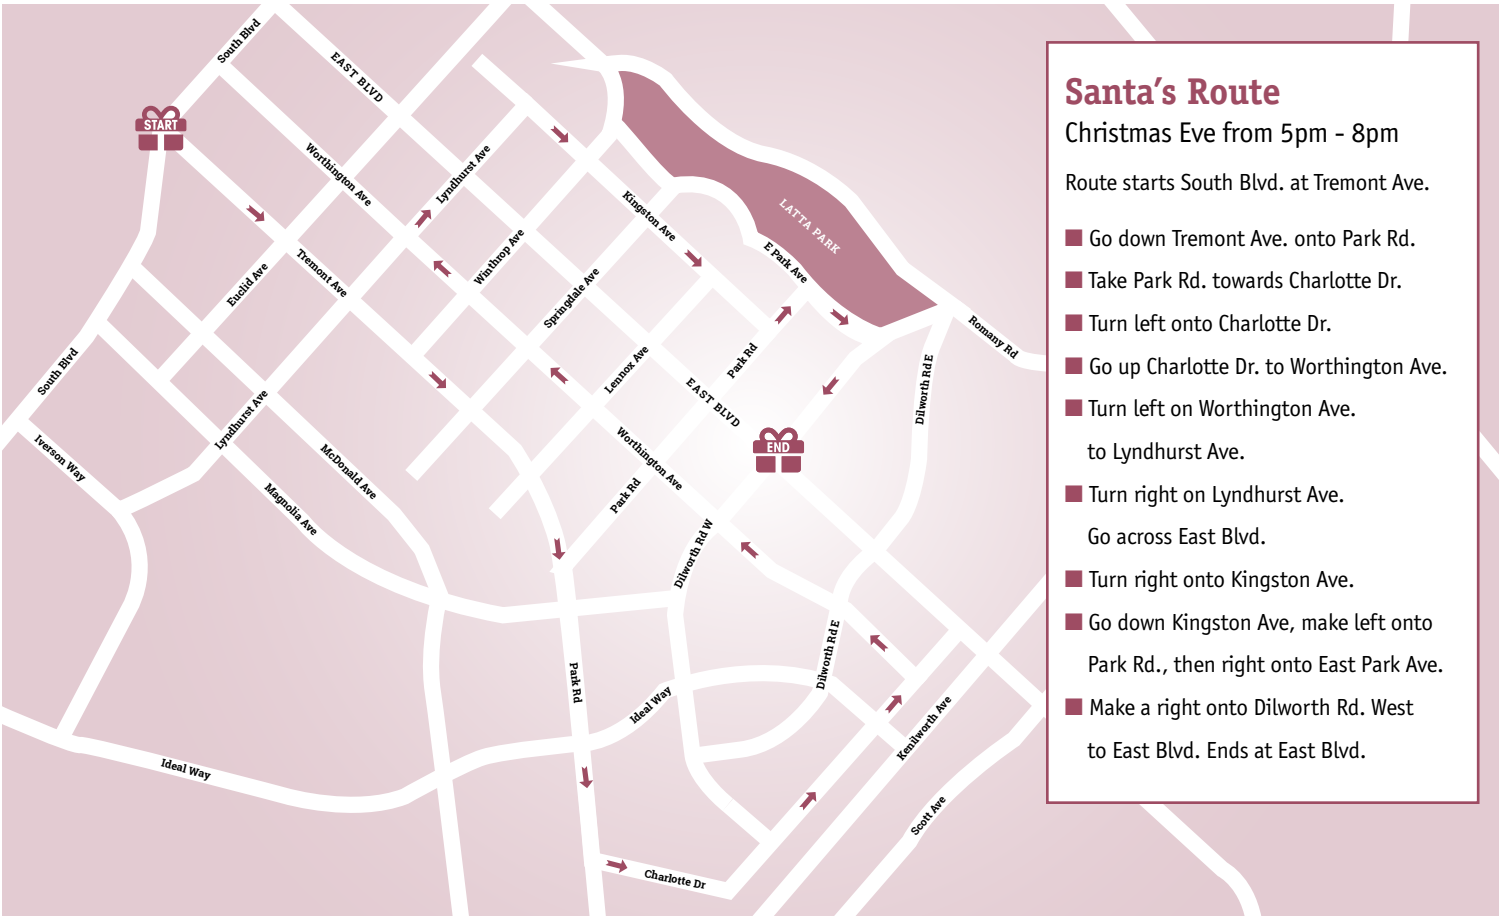 South Blvd
EAST BLVD
START
Worthington Ave
Lyndhurst Ave
Kingston Ave
LATTA PARK
E Park Ave
Winthrop Ave
Euclid Ave
Tremont Ave
Springdale Ave
Romany Rd
South Blvd
Lennox Ave
Park Rd
Dilworth Rd E
EAST BLVD
END
Lyndhurst Ave
Iverson Way
McDonald Ave
Magnolia Ave
Worthington Ave
Park Rd
Dilworth Rd W
Dilworth Rd E
Park Rd
Ideal Way
Kenilworth Ave
Ideal Way
Scott Ave
Charlotte Dr
Santa's Route
Christmas Eve from 5pm - 8pm
Route starts South Blvd. at Tremont Ave.
Go down Tremont Ave. onto Park Rd.
Take Park Rd. towards Charlotte Dr.
Turn left onto Charlotte Dr.
Go up Charlotte Dr. to Worthington Ave.
Turn left on Worthington Ave.
to Lyndhurst Ave.
Turn right on Lyndhurst Ave.
Go across East Blvd.
Turn right onto Kingston Ave.
Go down Kingston Ave, make left onto
Park Rd., then right onto East Park Ave.
Make a right onto Dilworth Rd. West
to East Blvd. Ends at East Blvd.